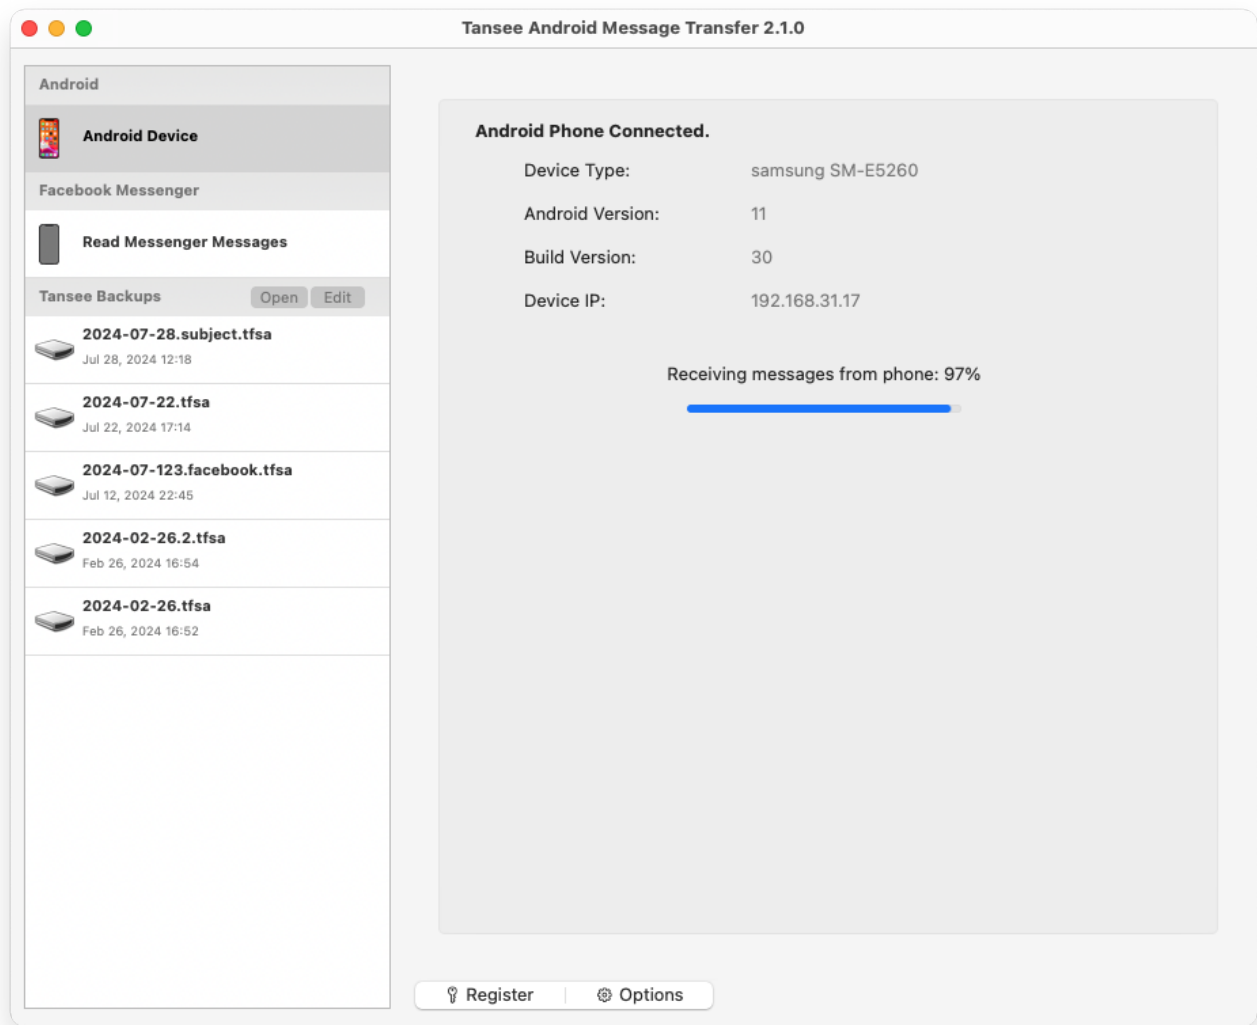 Tansee Android Message Transfer 2.1.0
Android
Android Device
Facebook Messenger
Read Messenger Messages
Tansee Backups Open Edit
2024-07-28.subject.tfsa
Jul 28, 2024 12:18
2024-07-22.tfsa
Jul 22, 2024 17:14
2024-07-123.facebook.tfsa
Jul 12, 2024 22:45
2024-02-26.2.tfsa
Feb 26, 2024 16:54
2024-02-26.tfsa
Feb 26, 2024 16:52
Android Phone Connected.
Device Type: samsung SM-E5260
Android Version: 11
Build Version: 30
Device IP: 192.168.31.17
Receiving messages from phone: 97%
Register Options